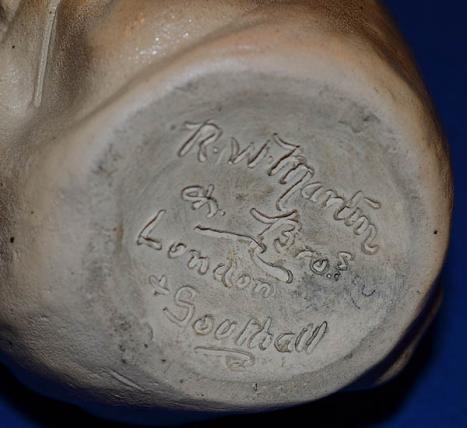 R. W. Martin
& Bros.
London
& Southall